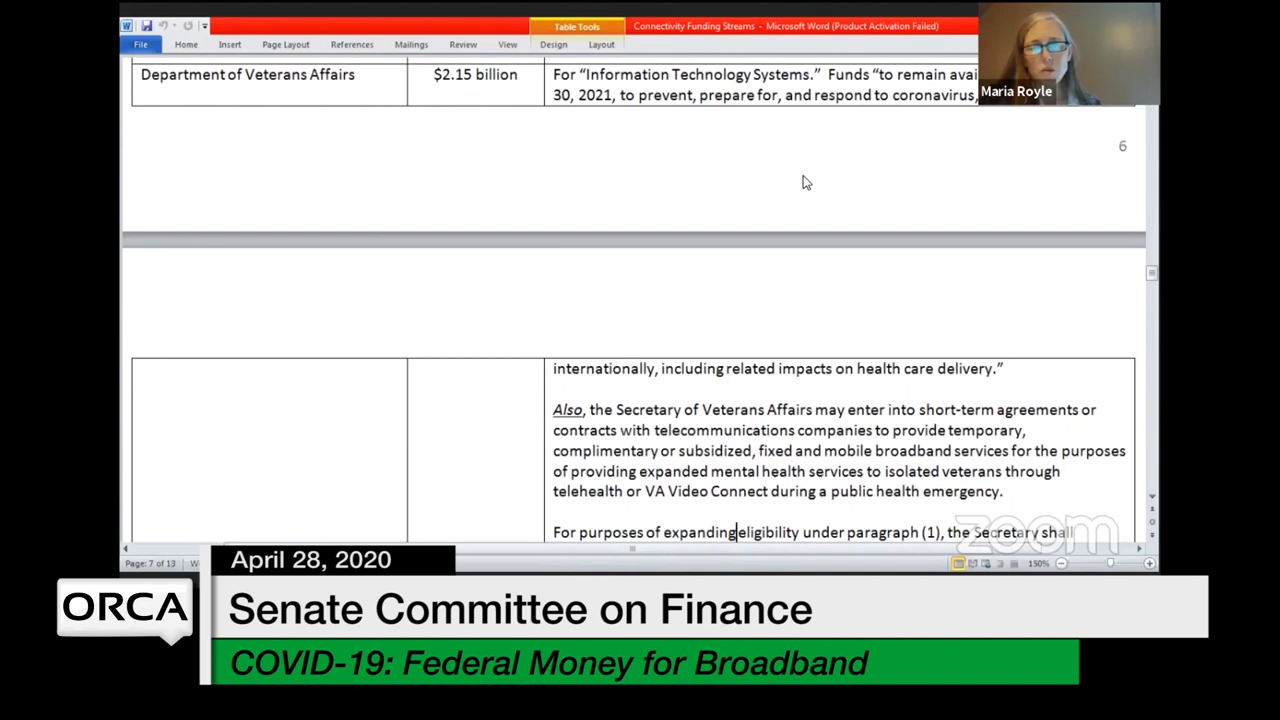 Table Tools
Connectivity Funding Streams - Microsoft Word (Product Activation Failed)
File Home Insert Page Layout References Mailings Review View Design Layout
Department of Veterans Affairs
$2.15 billion
For “Information Technology Systems.” Funds “to remain avai
30, 2021, to prevent, prepare for, and respond to coronavirus,
Maria Royle
6
internationally, including related impacts on health care delivery.”
Also, the Secretary of Veterans Affairs may enter into short-term agreements or
contracts with telecommunications companies to provide temporary,
complimentary or subsidized, fixed and mobile broadband services for the purposes
of providing expanded mental health services to isolated veterans through
telehealth or VA Video Connect during a public health emergency.
For purposes of expanding eligibility under paragraph (1), the Secretary shall
zoom
Page: 7 of 13
150%
April 28, 2020
ORCA
Senate Committee on Finance
COVID-19: Federal Money for Broadband